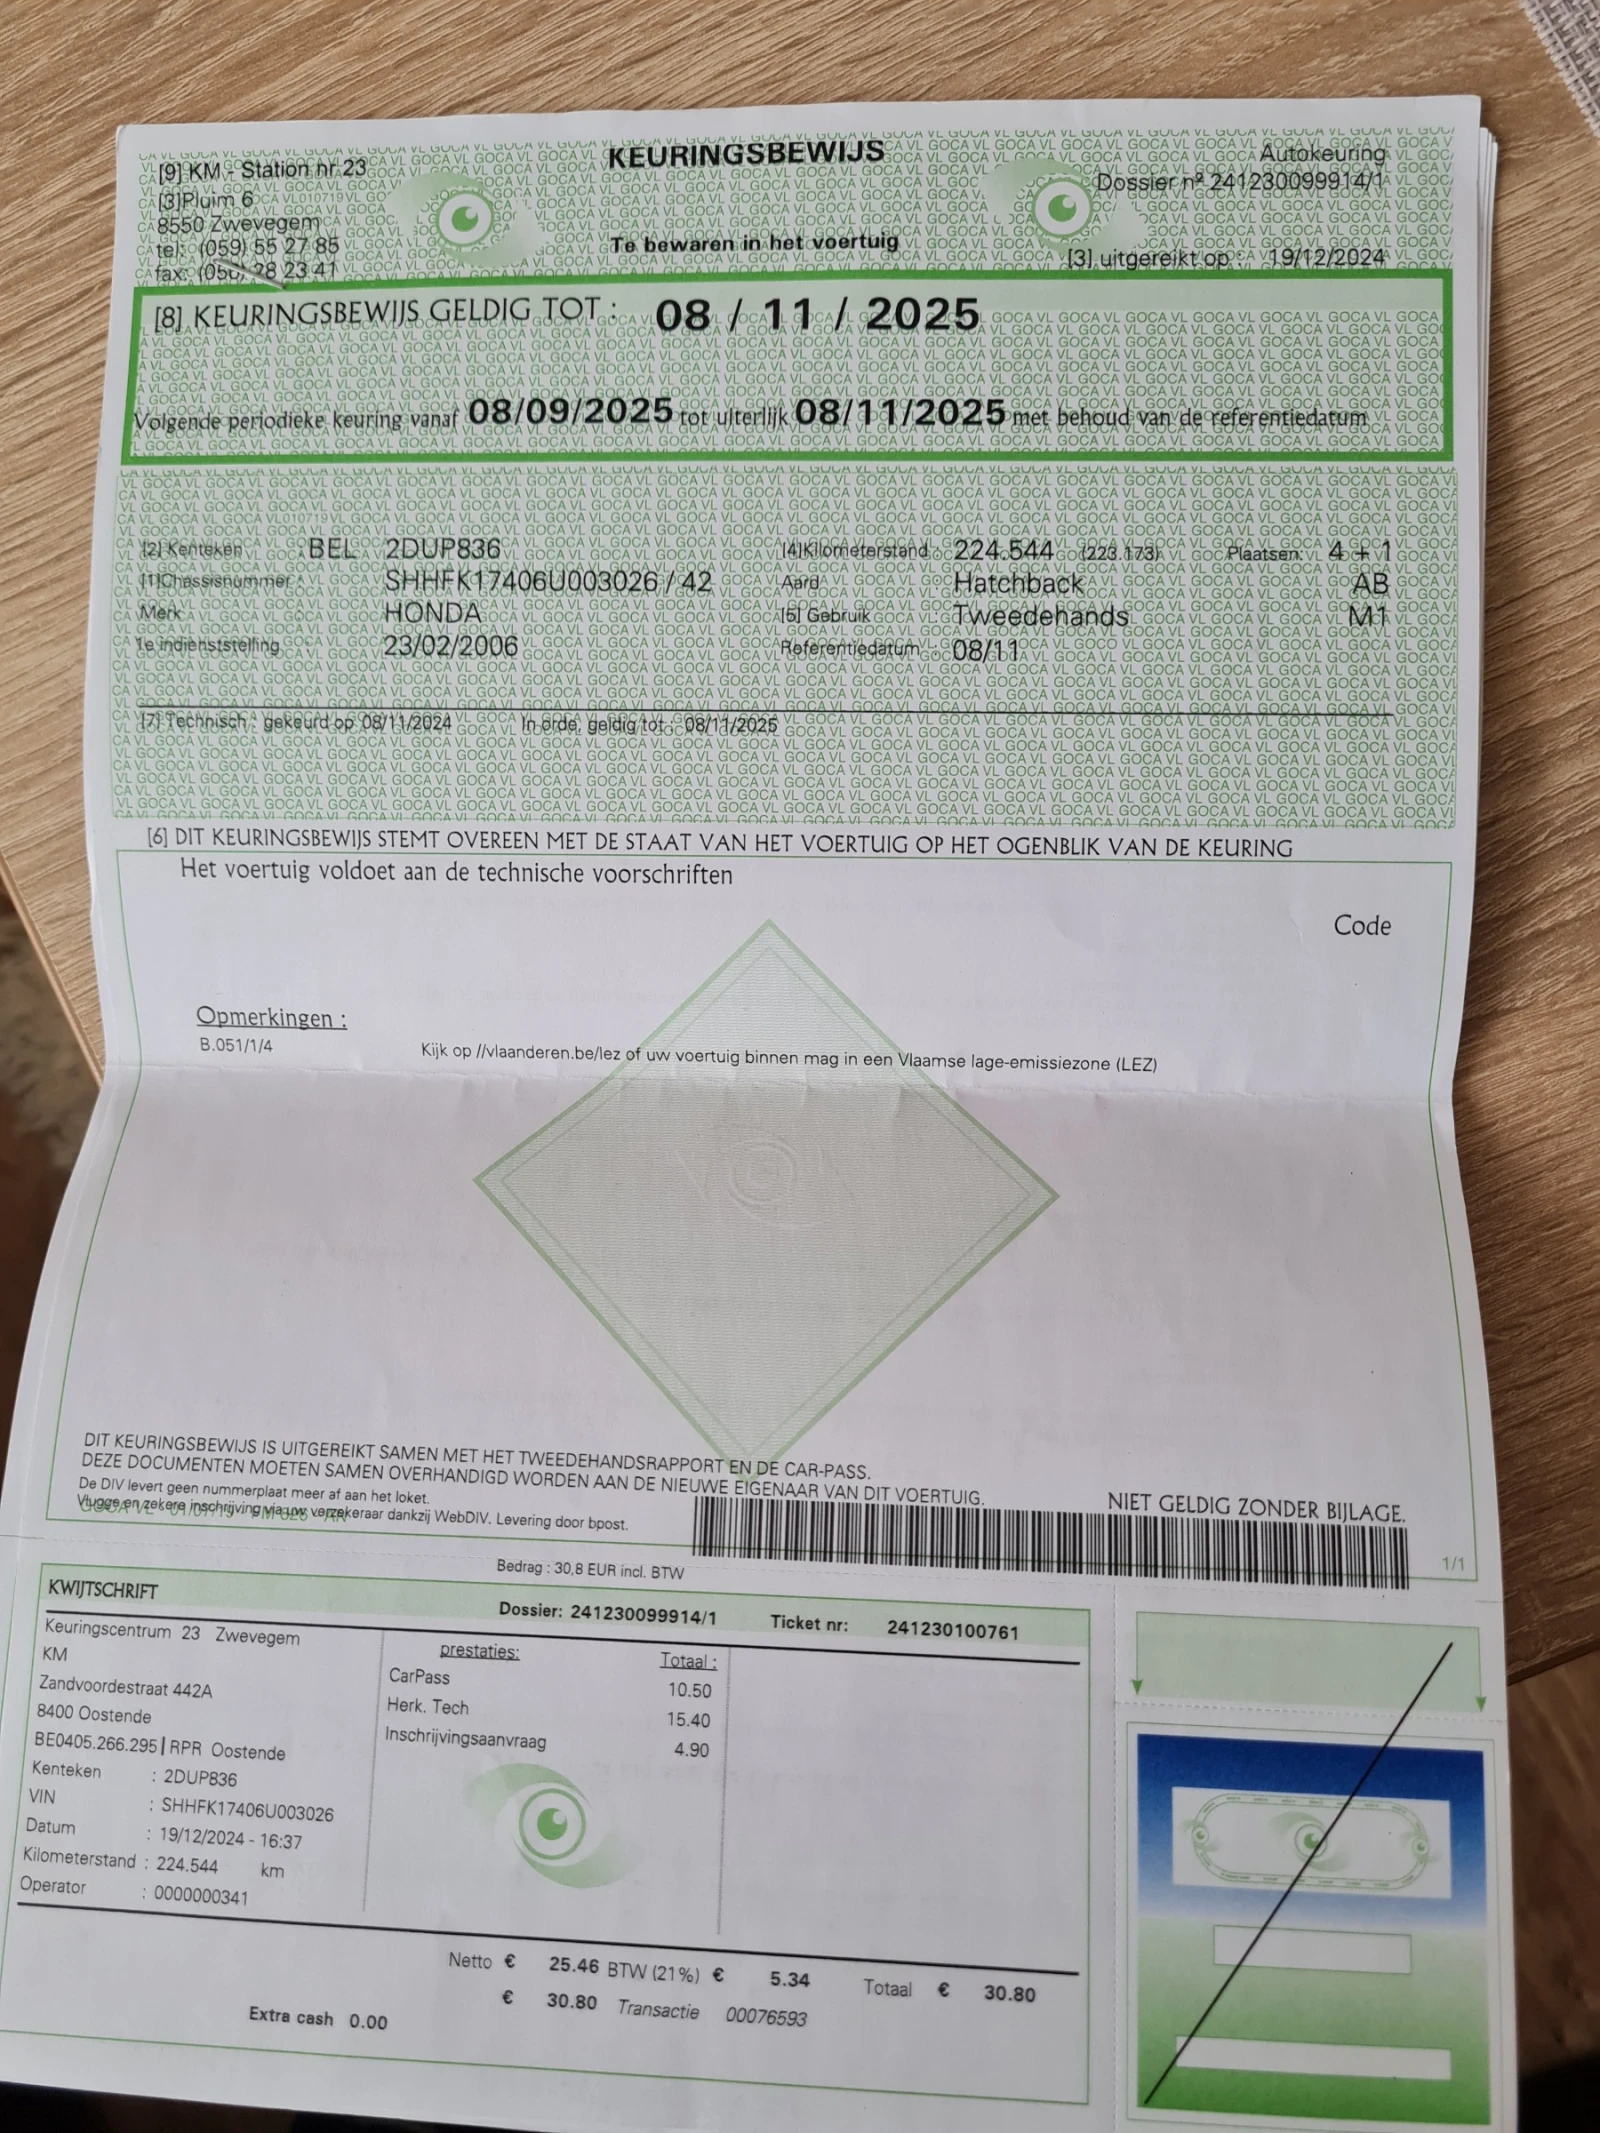 KEURINGSBEWIJS
Te bewaren in het voertuig
[9] KM - Station nr 23
[3]Pluim 6
8550 Zwevegem
tel: (059) 55 27 85
fax: (056) 28 23 41
Autokeuring
Dossier nº 241230099914/1
[3] uitgereikt op : 19/12/2024
[8] KEURINGSBEWIJS GELDIG TOT : 08 / 11 / 2025
Volgende periodieke keuring vanaf 08/09/2025 tot uiterlijk 08/11/2025 met behoud van de referentiedatum
[2] Kenteken : BEL 2DUP836 [4]Kilometerstand : 224.544 (223.173) Plaatsen: 4 + 1
[1]Chassisnummer : SHHFK17406U003026 / 42 Aard : Hatchback AB
Merk : HONDA [5] Gebruik : Tweedehands M1
1e indienststelling 23/02/2006 Referentiedatum : 08/11
[7] Technisch : gekeurd op 08/11/2024 In orde, geldig tot : 08/11/2025
[6] DIT KEURINGSBEWIJS STEMT OVEREEN MET DE STAAT VAN HET VOERTUIG OP HET OGENBLIK VAN DE KEURING
Het voertuig voldoet aan de technische voorschriften
Code
Opmerkingen :
B.051/1/4 Kijk op //vlaanderen.be/lez of uw voertuig binnen mag in een Vlaamse lage-emissiezone (LEZ)
DIT KEURINGSBEWIJS IS UITGEREIKT SAMEN MET HET TWEEDEHANDSRAPPORT EN DE CAR-PASS.
DEZE DOCUMENTEN MOETEN SAMEN OVERHANDIGD WORDEN AAN DE NIEUWE EIGENAAR VAN DIT VOERTUIG.
De DIV levert geen nummerplaat meer af aan het loket.
Vlugge en zekere inschrijving via uw verzekeraar dankzij WebDIV. Levering door bpost.
NIET GELDIG ZONDER BIJLAGE.
1/1
Bedrag : 30,8 EUR incl. BTW
KWIJTSCHRIFT Dossier: 241230099914/1 Ticket nr: 241230100761
Keuringscentrum 23 Zwevegem
KM
Zandvoordestraat 442A
8400 Oostende
BE0405.266.295 | RPR Oostende
Kenteken : 2DUP836
VIN : SHHFK17406U003026
Datum : 19/12/2024 - 16:37
Kilometerstand : 224.544 km
Operator : 0000000341
prestaties: Totaal :
CarPass 10.50
Herk. Tech 15.40
Inschrijvingsaanvraag 4.90
Netto € 25.46 BTW (21%) € 5.34 Totaal € 30.80
€ 30.80 Transactie 00076593
Extra cash 0.00